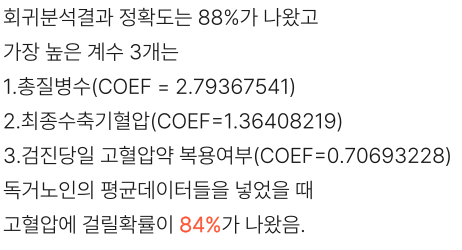 회귀분석결과 정확도는 88%가 나왔고
가장 높은 계수 3개는
1.총질병수(COEF = 2.79367541)
2.최종수축기혈압(COEF=1.36408219)
3.검진당일 고혈압약 복용여부(COEF=0.70693228)
독거노인의 평균데이터들을 넣었을 때
고혈압에 걸릴확률이 84%가 나왔음.